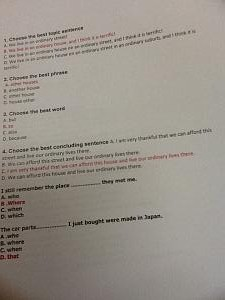 1. Choose the best topic sentence
A. We live in an ordinary street!
B. We live in an ordinary house, and I think it is terrific!
C. We live in an ordinary house on an ordinary street, and I think it is terrific!
D. We live in an ordinary house on an ordinary street in an ordinary suburb, and I think it is
terrific!
2. Choose the best phrase
A. other houses
B. another house
C. other house
D. house other
3. Choose the best word
A. but
B. so
C. also
D. because
4. Choose the best concluding sentence A. I am very thankful that we can afford this
street and live our ordinary lives there.
B. We can afford this street and live our ordinary lives there.
C. I am very thankful that we can afford this house and live our ordinary lives there.
D. We can afford this house and live our ordinary lives there.
I still remember the place .................. they met me.
A. who
B .Where
C. when
D. which
The car parts............... I just bought were made in Japan.
A .who
B. where
C. when
D. that